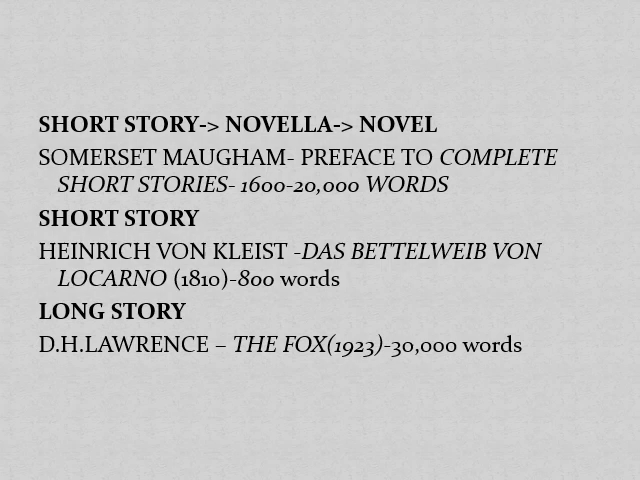 SHORT STORY-> NOVELLA-> NOVEL
SOMERSET MAUGHAM- PREFACE TO COMPLETE
SHORT STORIES- 1600-20,000 WORDS
SHORT STORY
HEINRICH VON KLEIST -DAS BETTELWEIB VON
LOCARNO (1810)-800 words
LONG STORY
D.H.LAWRENCE – THE FOX(1923)-30,000 words